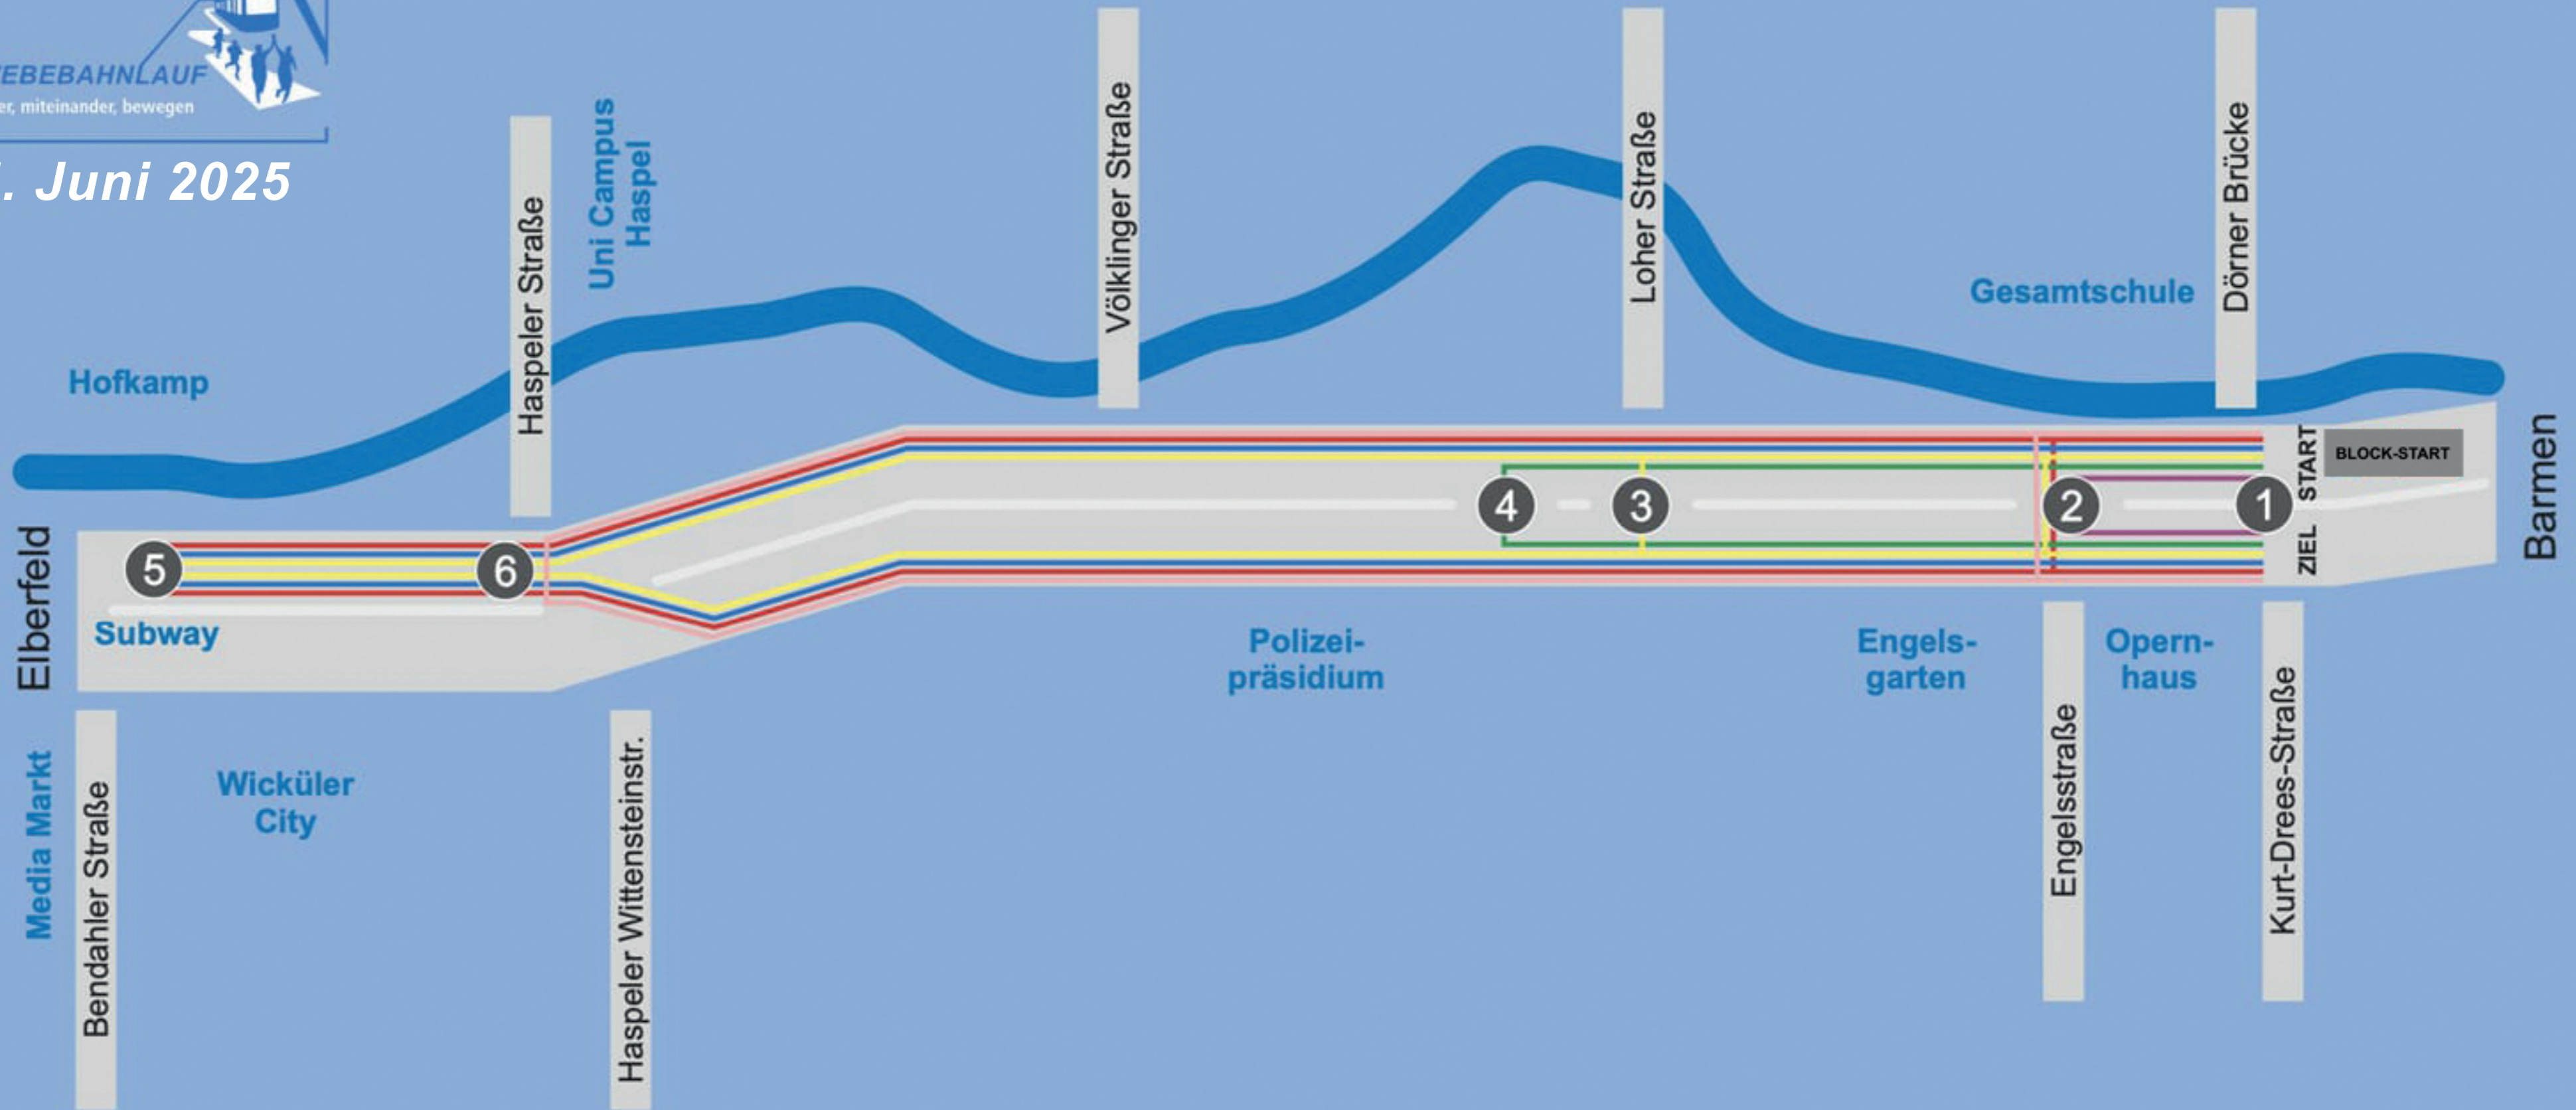 EBEBAHNLAUF
er, miteinander, bewegen
. Juni 2025
Hofkamp
Haspeler Straße
Uni Campus
Haspel
Völklinger Straße
Loher Straße
Gesamtschule
Dörner Brücke
Elberfeld
5
6
4
3
2
1
START
ZIEL
BLOCK-START
Barmen
Subway
Polizei-
präsidium
Engels-
garten
Opern-
haus
Media Markt
Bendahler Straße
Wicküler
City
Haspeler Wittensteinstr.
Engelsstraße
Kurt-Drees-Straße